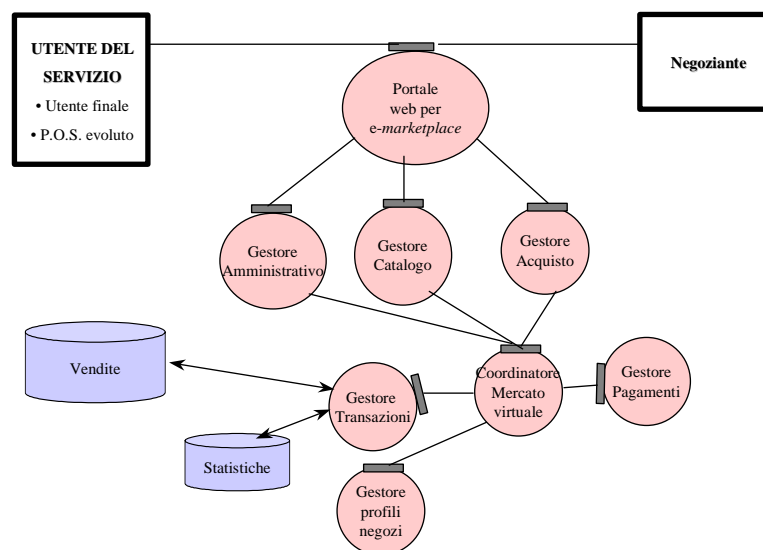 UTENTE DEL
SERVIZIO
• Utente finale
• P.O.S. evoluto
Negoziante
Portale
web per
e-marketplace
Gestore
Amministrativo
Gestore
Catalogo
Gestore
Acquisto
Vendite
Gestore
Transazioni
Coordinatore
Mercato
virtuale
Gestore
Pagamenti
Statistiche
Gestore
profili
negozi